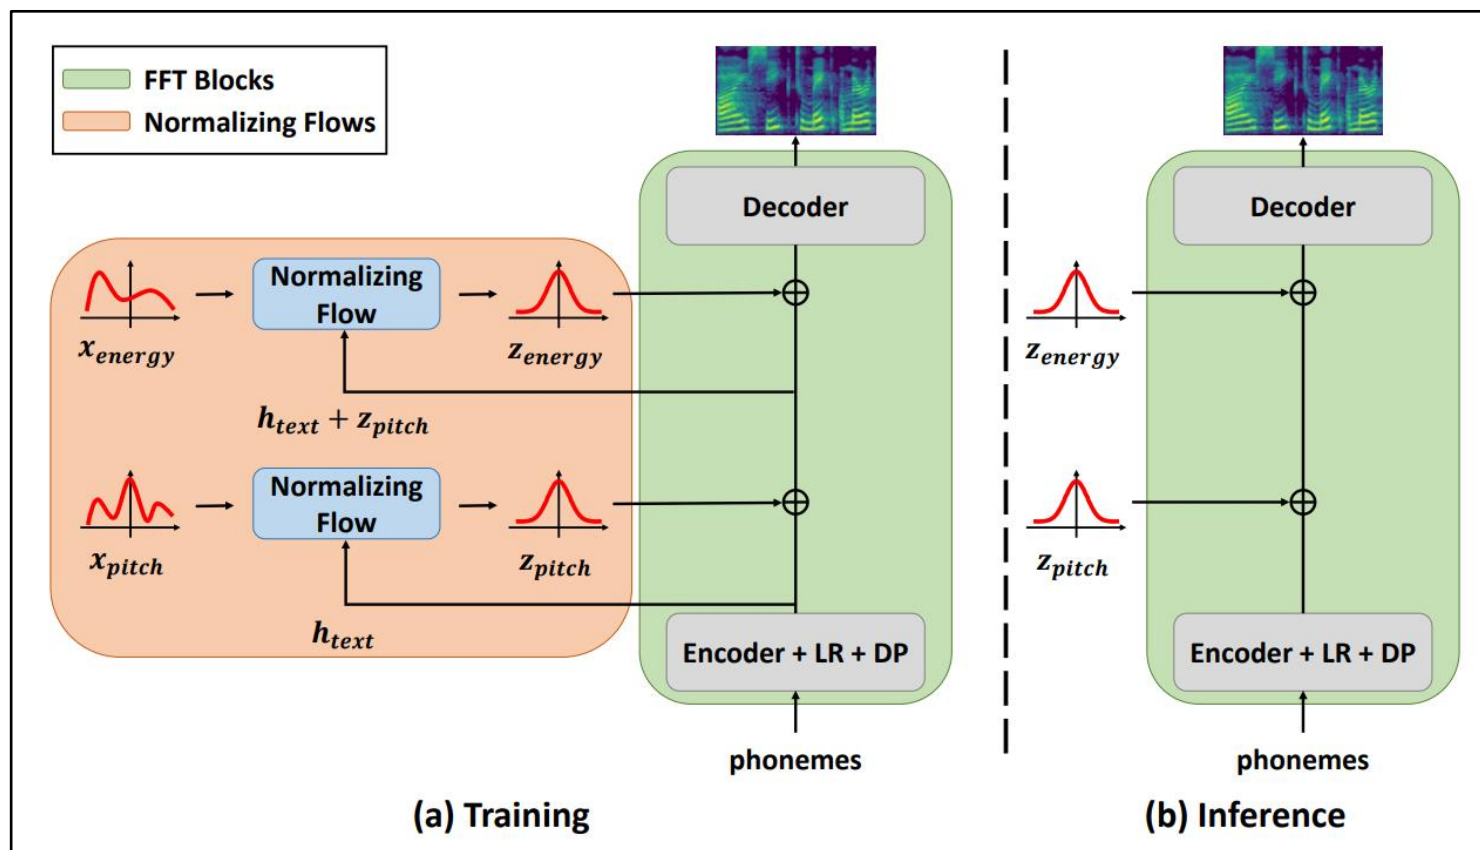 FFT Blocks
Normalizing Flows
Decoder
Normalizing
Flow
x_energy
z_energy
h_text + z_pitch
Normalizing
Flow
x_pitch
z_pitch
h_text
Encoder + LR + DP
phonemes
(a) Training
Decoder
z_energy
z_pitch
Encoder + LR + DP
phonemes
(b) Inference